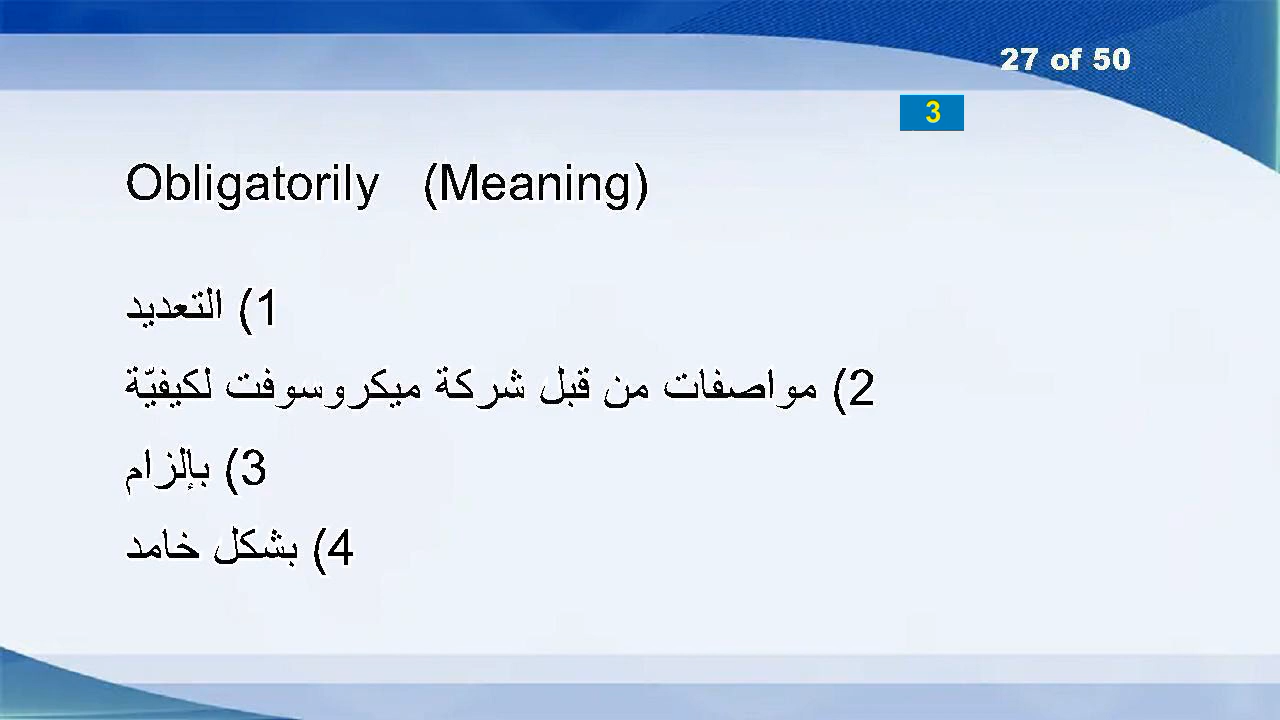 27 of 50
3
Obligatorily (Meaning)
1) التعديد
2) مواصفات من قبل شركة ميكروسوفت لكيفيّة
3) بإلزام
4) بشكل خامد